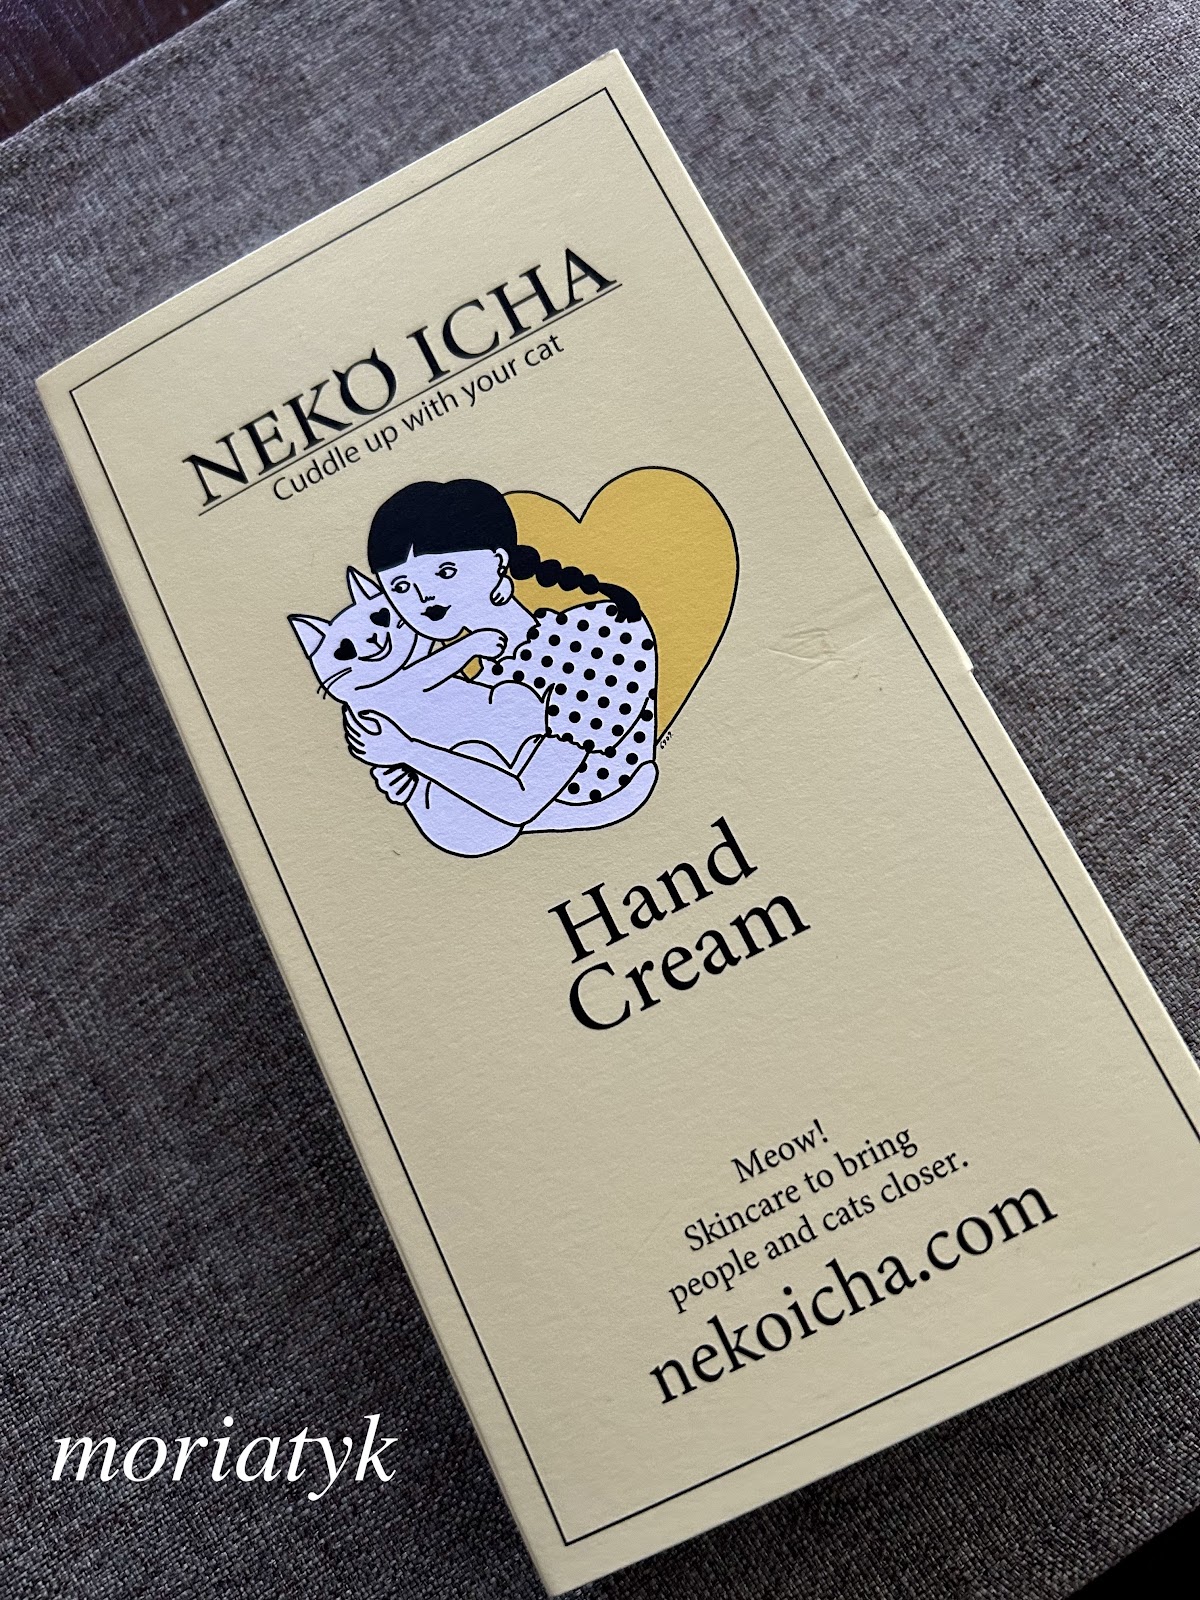 NEKO ICHA
Cuddle up with your cat
Hand
Cream
Meow!
Skincare to bring
people and cats closer.
nekoicha.com
moriatyk